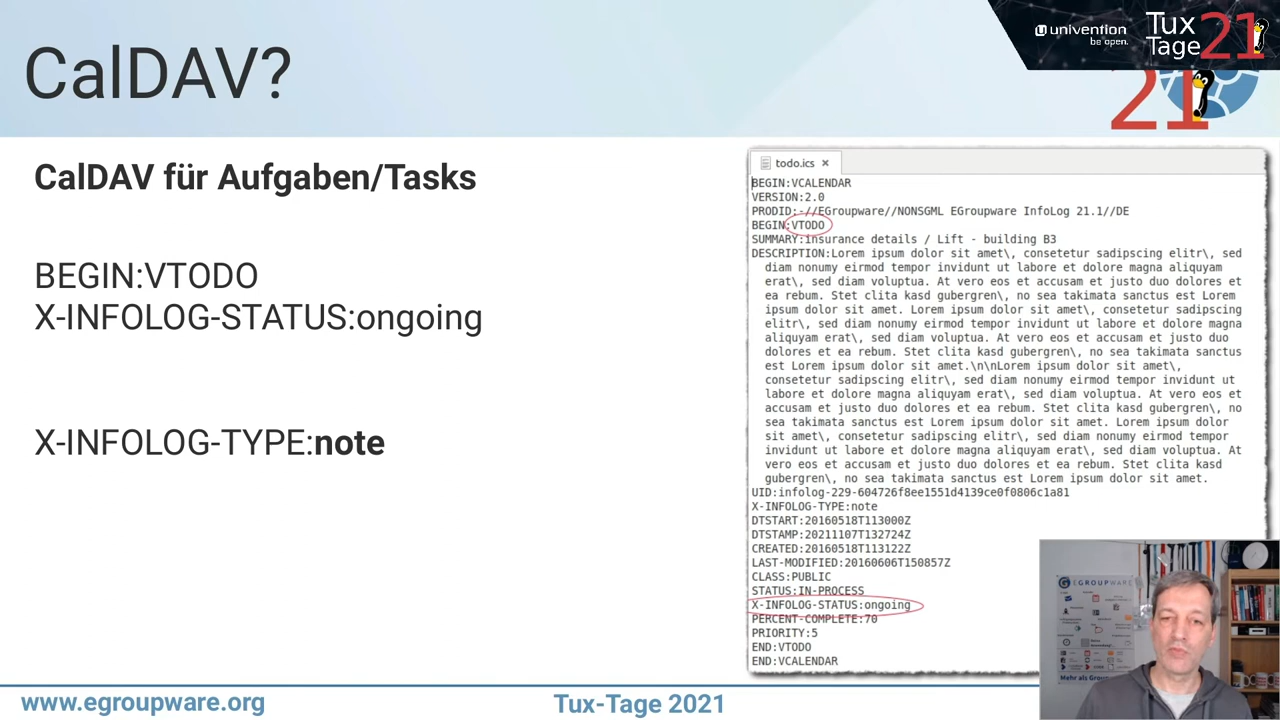 CalDAV?
univention
be open.
Tux
Tage 21
21
CalDAV für Aufgaben/Tasks
BEGIN:VTODO
X-INFOLOG-STATUS:ongoing
X-INFOLOG-TYPE:note
todo.ics
BEGIN:VCALENDAR
VERSION:2.0
PRODID:-//EGroupware//NONSGML EGroupware InfoLog 21.1//DE
BEGIN:VTODO
SUMMARY:insurance details / Lift - building B3
DESCRIPTION:Lorem ipsum dolor sit amet\, consetetur sadipscing elitr\, sed
diam nonumy eirmod tempor invidunt ut labore et dolore magna aliquyam
erat\, sed diam voluptua. At vero eos et accusam et justo duo dolores et
ea rebum. Stet clita kasd gubergren\, no sea takimata sanctus est Lorem
ipsum dolor sit amet. Lorem ipsum dolor sit amet\, consetetur sadipscing
elitr\, sed diam nonumy eirmod tempor invidunt ut labore et dolore magna
aliquyam erat\, sed diam voluptua. At vero eos et accusam et justo duo
dolores et ea rebum. Stet clita kasd gubergren\, no sea takimata sanctus
est Lorem ipsum dolor sit amet.\n\nLorem ipsum dolor sit amet\,
consetetur sadipscing elitr\, sed diam nonumy eirmod tempor invidunt ut
labore et dolore magna aliquyam erat\, sed diam voluptua. At vero eos et
accusam et justo duo dolores et ea rebum. Stet clita kasd gubergren\, no
sea takimata sanctus est Lorem ipsum dolor sit amet. Lorem ipsum dolor
sit amet\, consetetur sadipscing elitr\, sed diam nonumy eirmod tempor
invidunt ut labore et dolore magna aliquyam erat\, sed diam voluptua. At
vero eos et accusam et justo duo dolores et ea rebum. Stet clita kasd
gubergren\, no sea takimata sanctus est Lorem ipsum dolor sit amet.
UID:infolog-229-604726f8ee1551d4139ce0f0806c1a81
X-INFOLOG-TYPE:note
DTSTART:20160518T113000Z
DTSTAMP:20211107T132724Z
CREATED:20160518T113122Z
LAST-MODIFIED:20160606T150857Z
CLASS:PUBLIC
STATUS:IN-PROCESS
X-INFOLOG-STATUS:ongoing
PERCENT-COMPLETE:70
PRIORITY:5
END:VTODO
END:VCALENDAR
EGROUPWARE
Mehr als
www.egroupware.org
Tux-Tage 2021